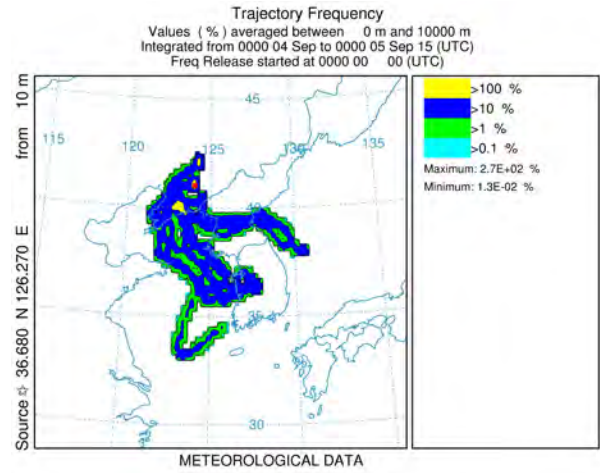 Trajectory Frequency
Values ( % ) averaged between 0 m and 10000 m
Integrated from 0000 04 Sep to 0000 05 Sep 15 (UTC)
Freq Release started at 0000 00 00 (UTC)
Source ☆ 36.680 N 126.270 E from 10 m
45
115
120
125
130
135
40
35
30
>100 %
>10 %
>1 %
>0.1 %
Maximum: 2.7E+02 %
Minimum: 1.3E-02 %
METEOROLOGICAL DATA